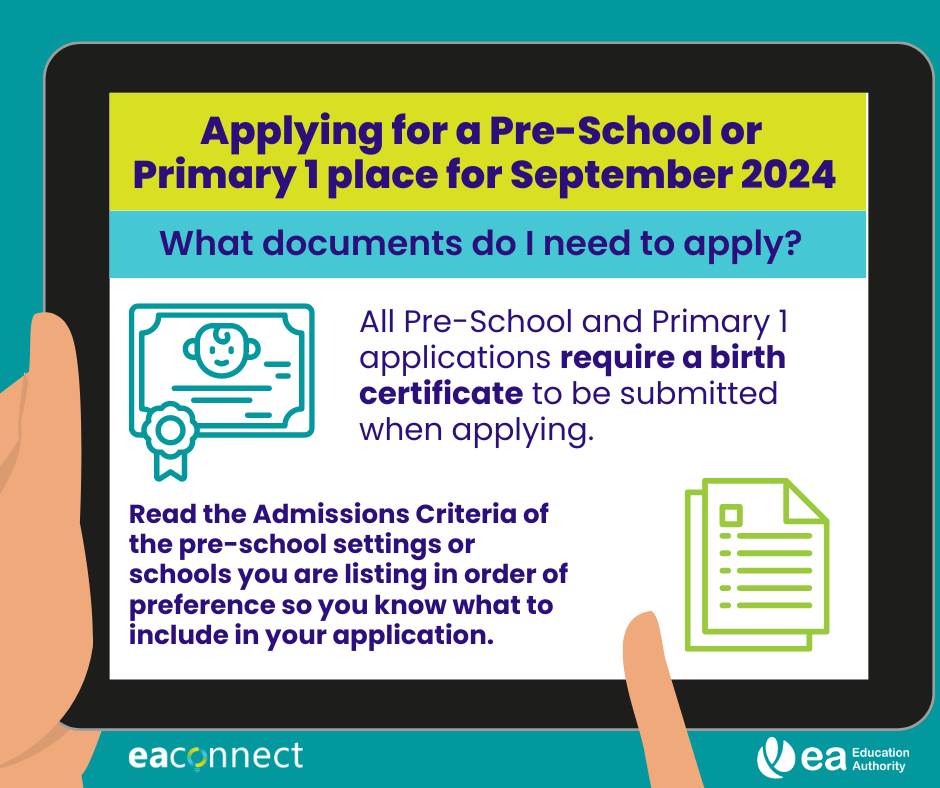 Applying for a Pre-School or
Primary 1 place for September 2024
What documents do I need to apply?
All Pre-School and Primary 1
applications require a birth
certificate to be submitted
when applying.
Read the Admissions Criteria of
the pre-school settings or
schools you are listing in order of
preference so you know what to
include in your application.
eaconnect
ea Education
Authority